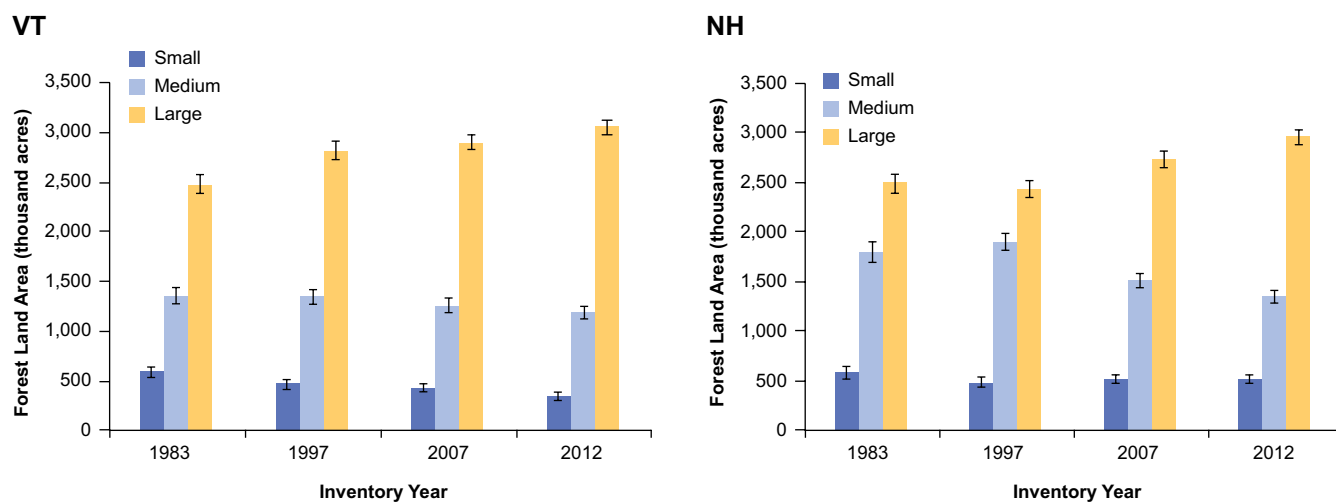 VT
Small
Medium
Large
Forest Land Area (thousand acres)
3,500
3,000
2,500
2,000
1,500
1,000
500
0
1983 1997 2007 2012
Inventory Year
NH
Small
Medium
Large
Forest Land Area (thousand acres)
3,500
3,000
2,500
2,000
1,500
1,000
500
0
1983 1997 2007 2012
Inventory Year